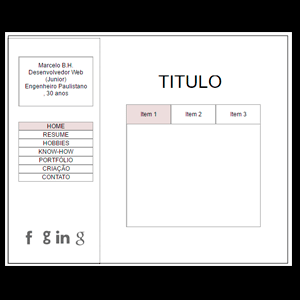 Marcelo B.H.
Desenvolvedor Web
(Junior)
Engenheiro Paulistano
, 30 anos
HOME
RESUME
HOBBIES
KNOW-HOW
PORTFÓLIO
CRIAÇÃO
CONTATO
f g in g
TITULO
Item 1 Item 2 Item 3